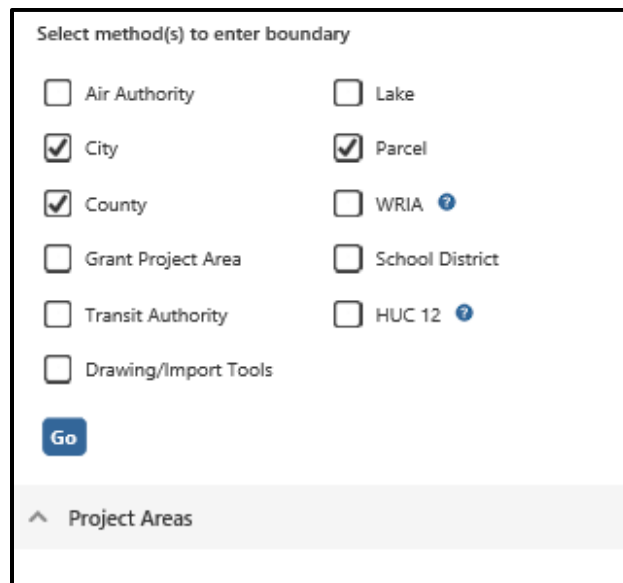 Select method(s) to enter boundary
Air Authority
Lake
City
Parcel
County
WRIA ?
Grant Project Area
School District
Transit Authority
HUC 12 ?
Drawing/Import Tools
Go
Project Areas